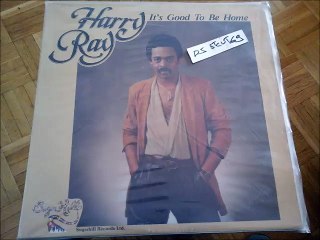 Harry
Ray
It's Good To Be Home
Sugarhill Records Ltd.